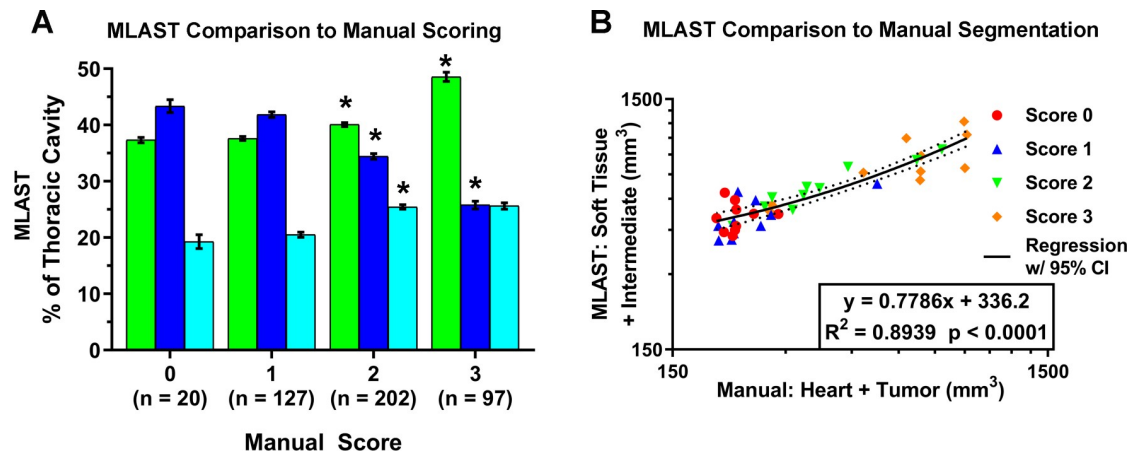 A
MLAST Comparison to Manual Scoring
MLAST
% of Thoracic Cavity
50
40
30
20
10
0
* * * * * *
0 1 2 3
(n = 20) (n = 127) (n = 202) (n = 97)
Manual Score
B
MLAST Comparison to Manual Segmentation
MLAST: Soft Tissue
+ Intermediate (mm³)
1500
150
Score 0
Score 1
Score 2
Score 3
Regression
w/ 95% CI
y = 0.7786x + 336.2
R² = 0.8939 p < 0.0001
150 1500
Manual: Heart + Tumor (mm³)